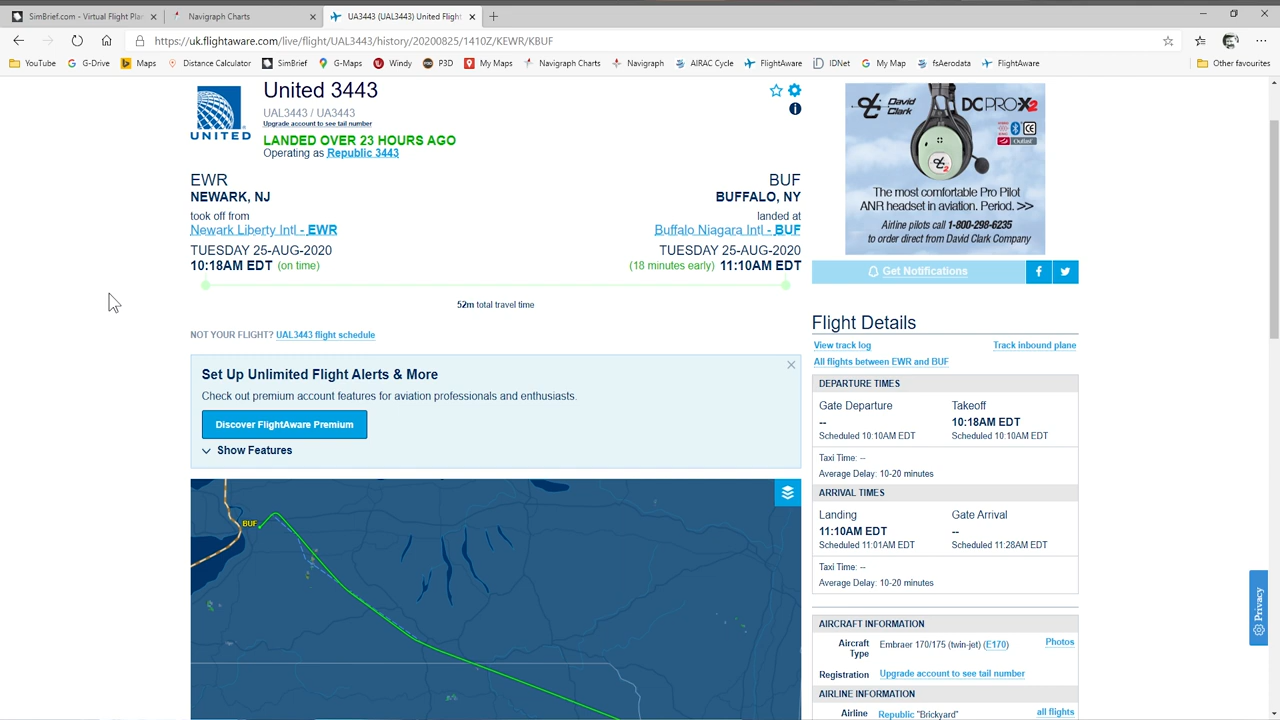 SimBrief.com - Virtual Flight Pla
Navigraph Charts
UA3443 (UAL3443) United Flight
https://uk.flightaware.com/live/flight/UAL3443/history/20200825/1410Z/KEWR/KBUF
YouTube G-Drive Maps Distance Calculator SimBrief G-Maps Windy P3D My Maps Navigraph Charts Navigraph AIRAC Cycle FlightAware IDNet My Map fsAerodata FlightAware Other favourites
United 3443
UAL3443 / UA3443
Upgrade account to see tail number
LANDED OVER 23 HOURS AGO
Operating as Republic 3443
UNITED
EWR
NEWARK, NJ
took off from
Newark Liberty Intl - EWR
TUESDAY 25-AUG-2020
10:18AM EDT (on time)
BUF
BUFFALO, NY
landed at
Buffalo Niagara Intl - BUF
TUESDAY 25-AUG-2020
(18 minutes early) 11:10AM EDT
52m total travel time
NOT YOUR FLIGHT? UAL3443 flight schedule
Set Up Unlimited Flight Alerts & More
Check out premium account features for aviation professionals and enthusiasts.
Discover FlightAware Premium
Show Features
BUF
David Clark
DC PRO-X2
The most comfortable Pro Pilot
ANR headset in aviation. Period. >>
Airline pilots call 1-800-298-6235
to order direct from David Clark Company
Get Notifications
Flight Details
View track log Track inbound plane
All flights between EWR and BUF
DEPARTURE TIMES
Gate Departure Takeoff
-- 10:18AM EDT
Scheduled 10:10AM EDT Scheduled 10:10AM EDT
Taxi Time: --
Average Delay: 10-20 minutes
ARRIVAL TIMES
Landing Gate Arrival
11:10AM EDT --
Scheduled 11:01AM EDT Scheduled 11:28AM EDT
Taxi Time: --
Average Delay: 10-20 minutes
AIRCRAFT INFORMATION
Aircraft Type Embraer 170/175 (twin-jet) (E170) Photos
Registration Upgrade account to see tail number
AIRLINE INFORMATION
Airline Republic "Brickyard" all flights
Privacy